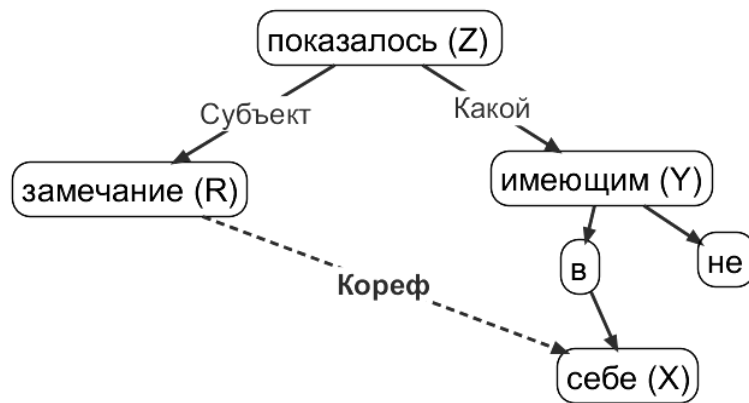 показалось (Z)
Субъект
Какой
замечание (R)
имеющим (Y)
в
не
Кореф
себе (X)